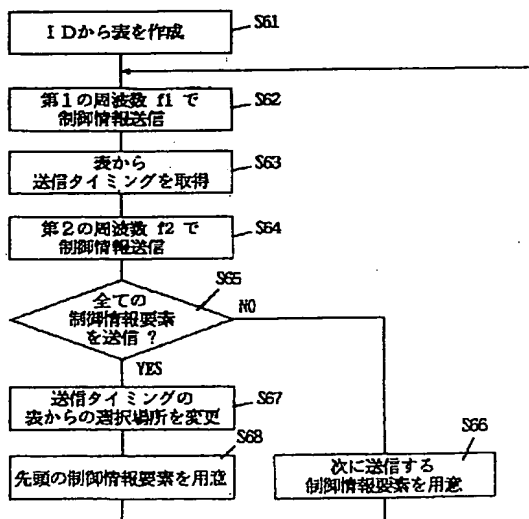 IDから表を作成
S61
第1の周波数 f1 で
制御情報送信
S62
表から
送信タイミングを取得
S63
第2の周波数 f2 で
制御情報送信
S64
全ての
制御情報要素
を送信 ?
S65
NO
YES
送信タイミングの
表からの選択場所を変更
S67
先頭の制御情報要素を用意
S68
次に送信する
制御情報要素を用意
S66